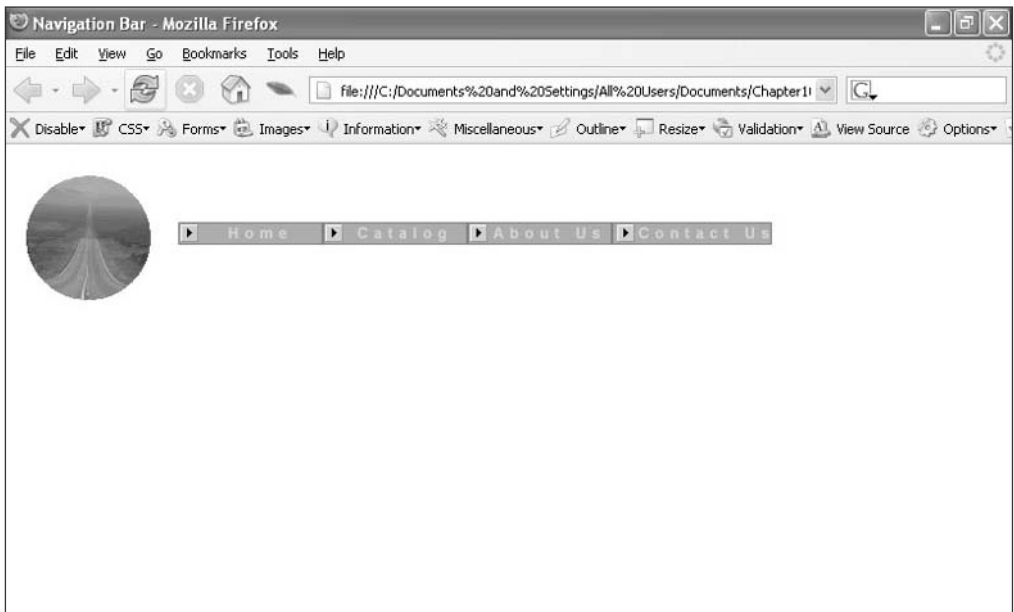 Navigation Bar - Mozilla Firefox
File Edit View Go Bookmarks Tools Help
file:///C:/Documents%20and%20Settings/All%20Users/Documents/Chapter1 G
Disable CSS Forms Images Information Miscellaneous Outline Resize Validation View Source Options
Home Catalog About Us Contact Us